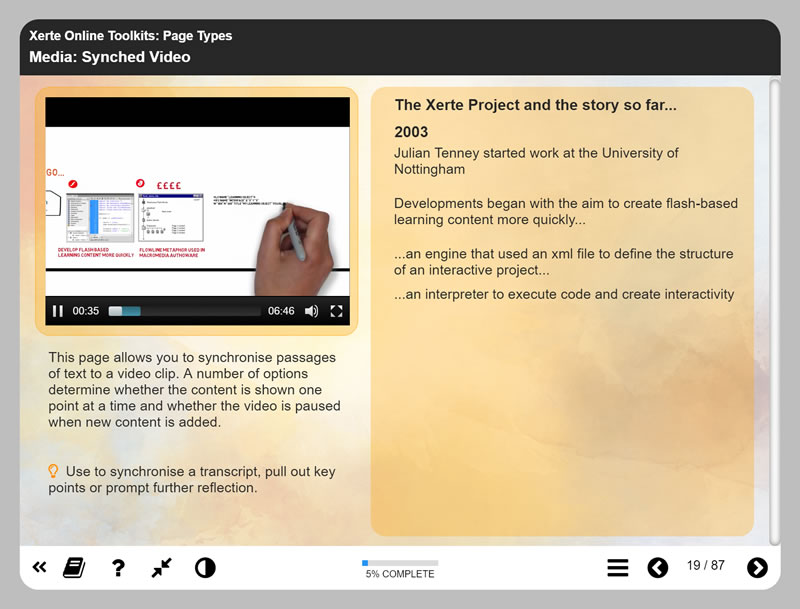 Xerte Online Toolkits: Page Types
Media: Synched Video
GO...
££££
DEVELOP FLASH BASED
LEARNING CONTENT MORE QUICKLY
FLOWLINE METAPHOR USED IN
MACROMEDIA AUTHORWARE
00:35
06:46
This page allows you to synchronise passages
of text to a video clip. A number of options
determine whether the content is shown one
point at a time and whether the video is paused
when new content is added.
Use to synchronise a transcript, pull out key
points or prompt further reflection.
The Xerte Project and the story so far...
2003
Julian Tenney started work at the University of
Nottingham
Developments began with the aim to create flash-based
learning content more quickly...
...an engine that used an xml file to define the structure
of an interactive project...
...an interpreter to execute code and create interactivity
?
5% COMPLETE
19 / 87